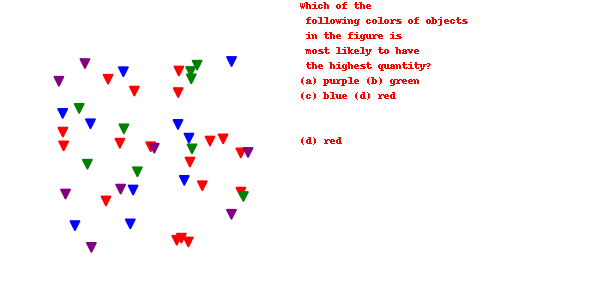 Which of the
following colors of objects
in the figure is
most likely to have
the highest quantity?
(a) purple (b) green
(c) blue (d) red
(d) red